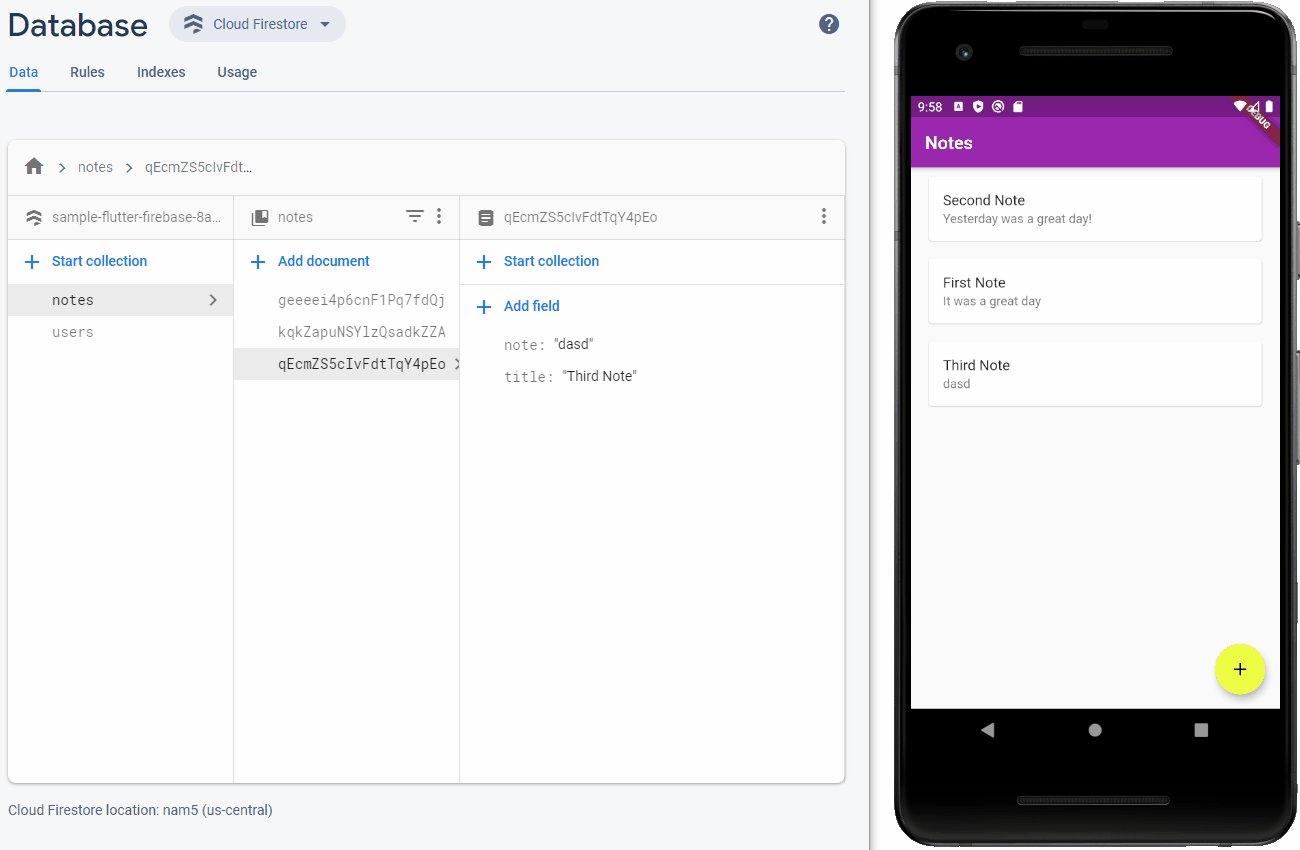 Database
Cloud Firestore
Data Rules Indexes Usage
notes qEcmZS5cIvFdt...
sample-flutter-firebase-8a... notes qEcmZS5cIvFdtTqY4pEo
Start collection Add document Start collection
notes geeeei4p6cnF1Pq7fdQj Add field
users kqkZapuNSYlzQsadkZZA note: "dasd"
qEcmZS5cIvFdtTqY4pEo title: "Third Note"
Cloud Firestore location: nam5 (us-central)
9:58
DEBUG
Notes
Second Note
Yesterday was a great day!
First Note
It was a great day
Third Note
dasd